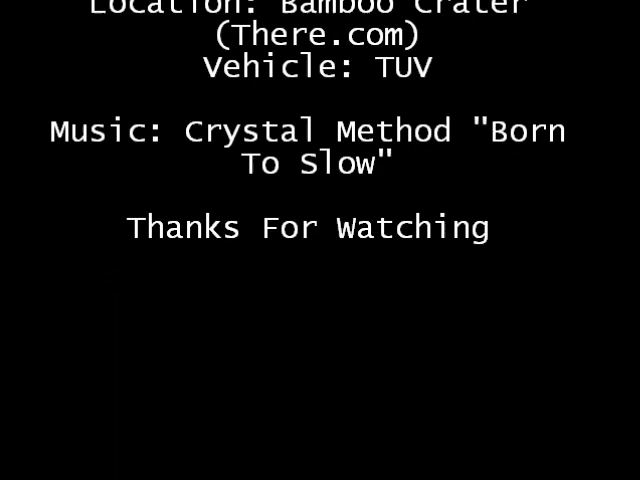 Location: Bamboo Crater
(There.com)
Vehicle: TUV
Music: Crystal Method "Born
To Slow"
Thanks For Watching